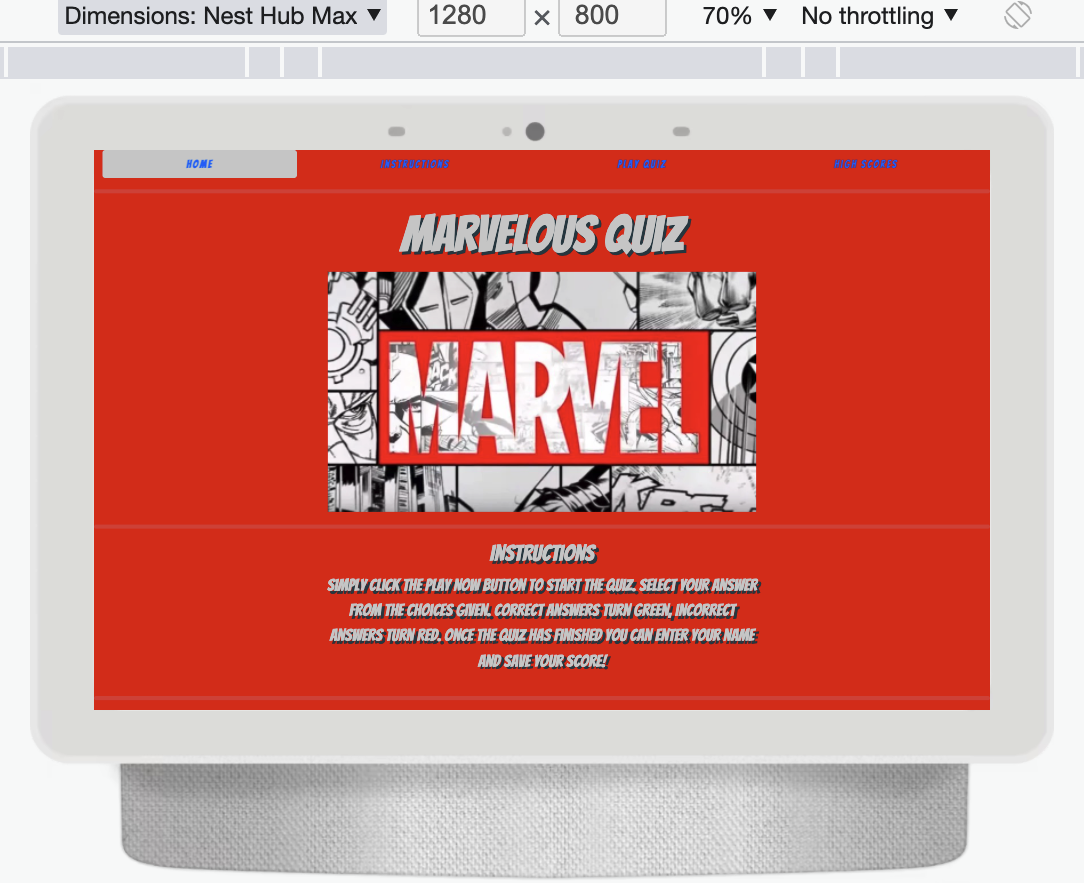 Dimensions: Nest Hub Max ▼ 1280 × 800 70% ▼ No throttling ▼
HOME INSTRUCTIONS PLAY QUIZ HIGH SCORES
MARVELOUS QUIZ
MARVEL
INSTRUCTIONS
SIMPLY CLICK THE PLAY NOW BUTTON TO START THE QUIZ. SELECT YOUR ANSWER
FROM THE CHOICES GIVEN. CORRECT ANSWERS TURN GREEN, INCORRECT
ANSWERS TURN RED. ONCE THE QUIZ HAS FINISHED YOU CAN ENTER YOUR NAME
AND SAVE YOUR SCORE!